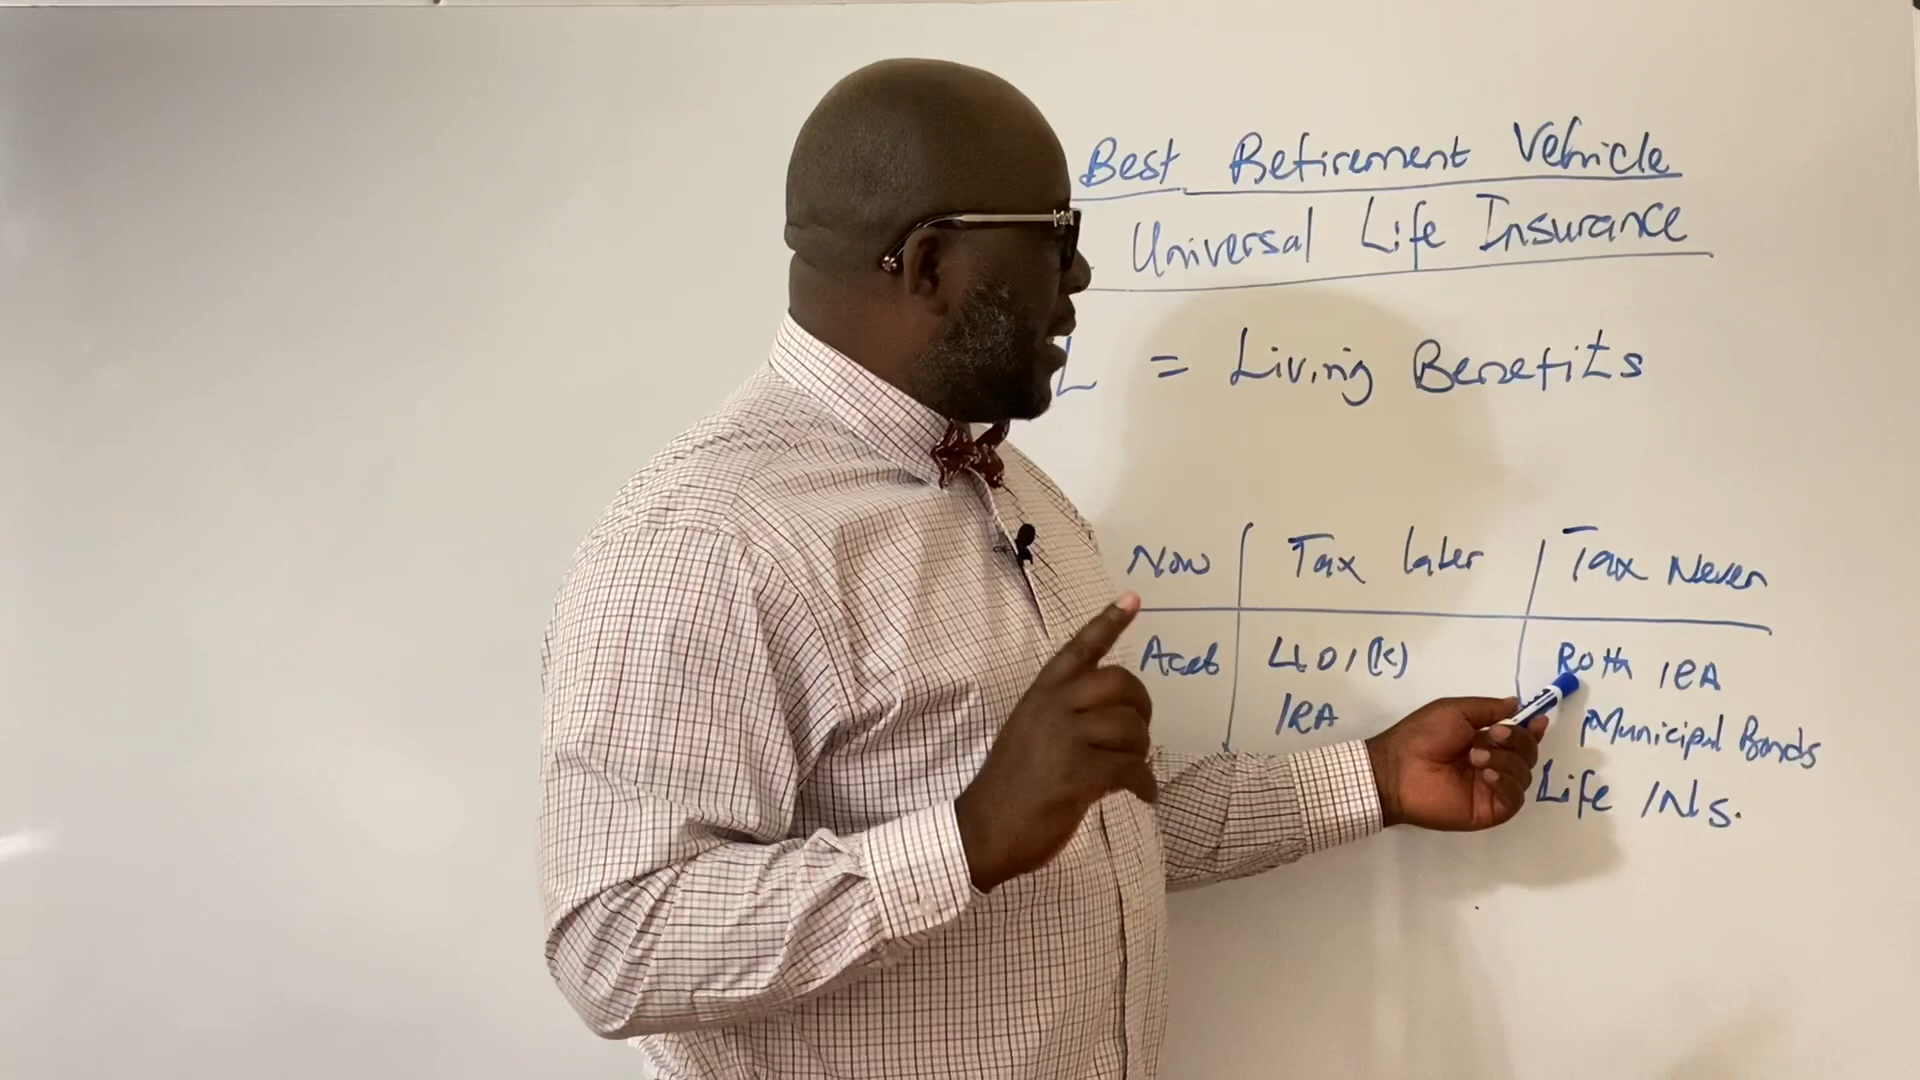 Best Retirement Vehicle
Universal Life Insurance
L = Living Benefits
Now Tax later Tax Never
Acct 401(k) Roth IRA
IRA Municipal Bonds
Life INs.